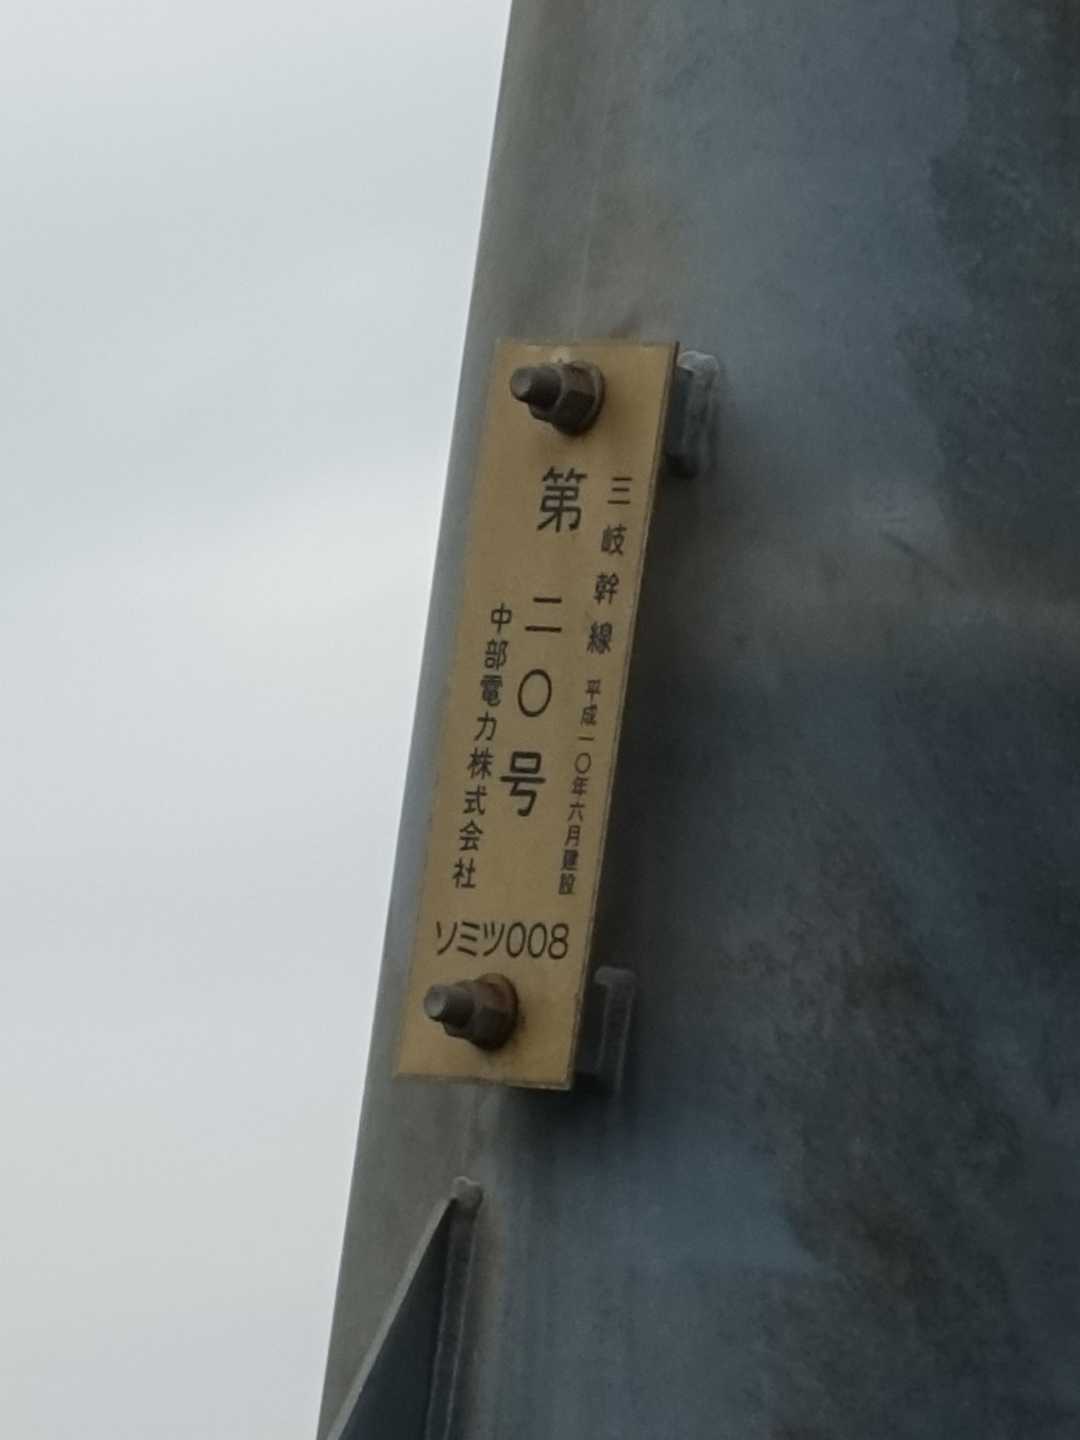 三岐幹線 平成一〇年六月建設
第二〇号
中部電力株式会社
ソミツ008